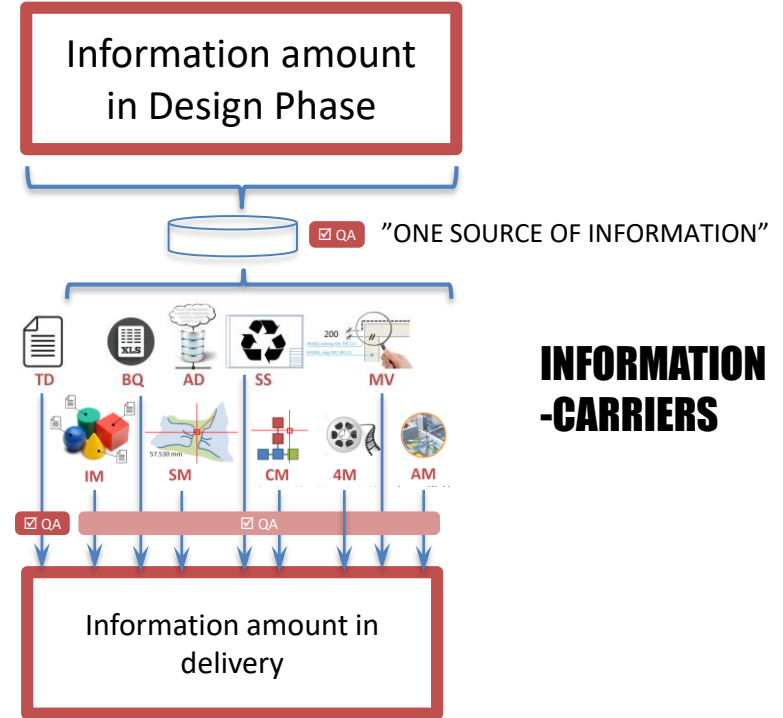 Information amount
in Design Phase
☑ QA
”ONE SOURCE OF INFORMATION”
XLS
200
TD
BQ
AD
SS
MV
INFORMATION
-CARRIERS
57.530 mm
IM
SM
CM
4M
AM
☑ QA
☑ QA
Information amount in
delivery